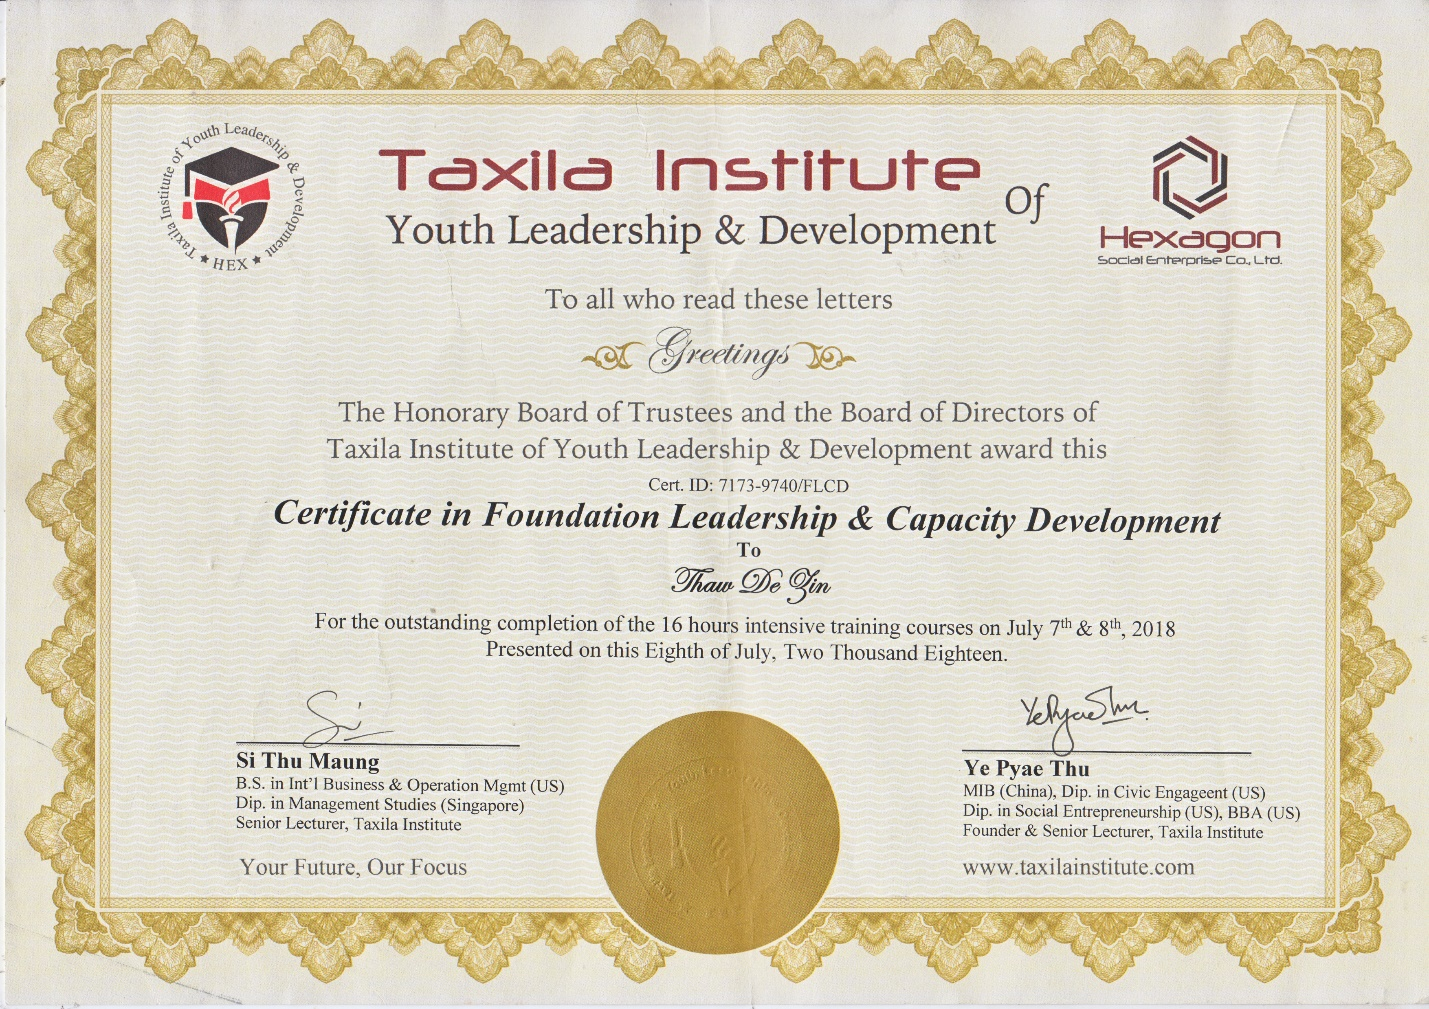 Taxila Institute of Youth Leadership & Development
★ HEX ★
Taxila Institute
Of
Youth Leadership & Development
Hexagon
Social Enterprise Co., Ltd.
To all who read these letters
Greetings
The Honorary Board of Trustees and the Board of Directors of
Taxila Institute of Youth Leadership & Development award this
Cert. ID: 7173-9740/FLCD
Certificate in Foundation Leadership & Capacity Development
To
Thaw De Zin
For the outstanding completion of the 16 hours intensive training courses on July 7th & 8th, 2018
Presented on this Eighth of July, Two Thousand Eighteen.
Si Thu Maung
B.S. in Int'l Business & Operation Mgmt (US)
Dip. in Management Studies (Singapore)
Senior Lecturer, Taxila Institute
Your Future, Our Focus
YePyaeThu
Ye Pyae Thu
MIB (China), Dip. in Civic Engageent (US)
Dip. in Social Entrepreneurship (US), BBA (US)
Founder & Senior Lecturer, Taxila Institute
www.taxilainstitute.com